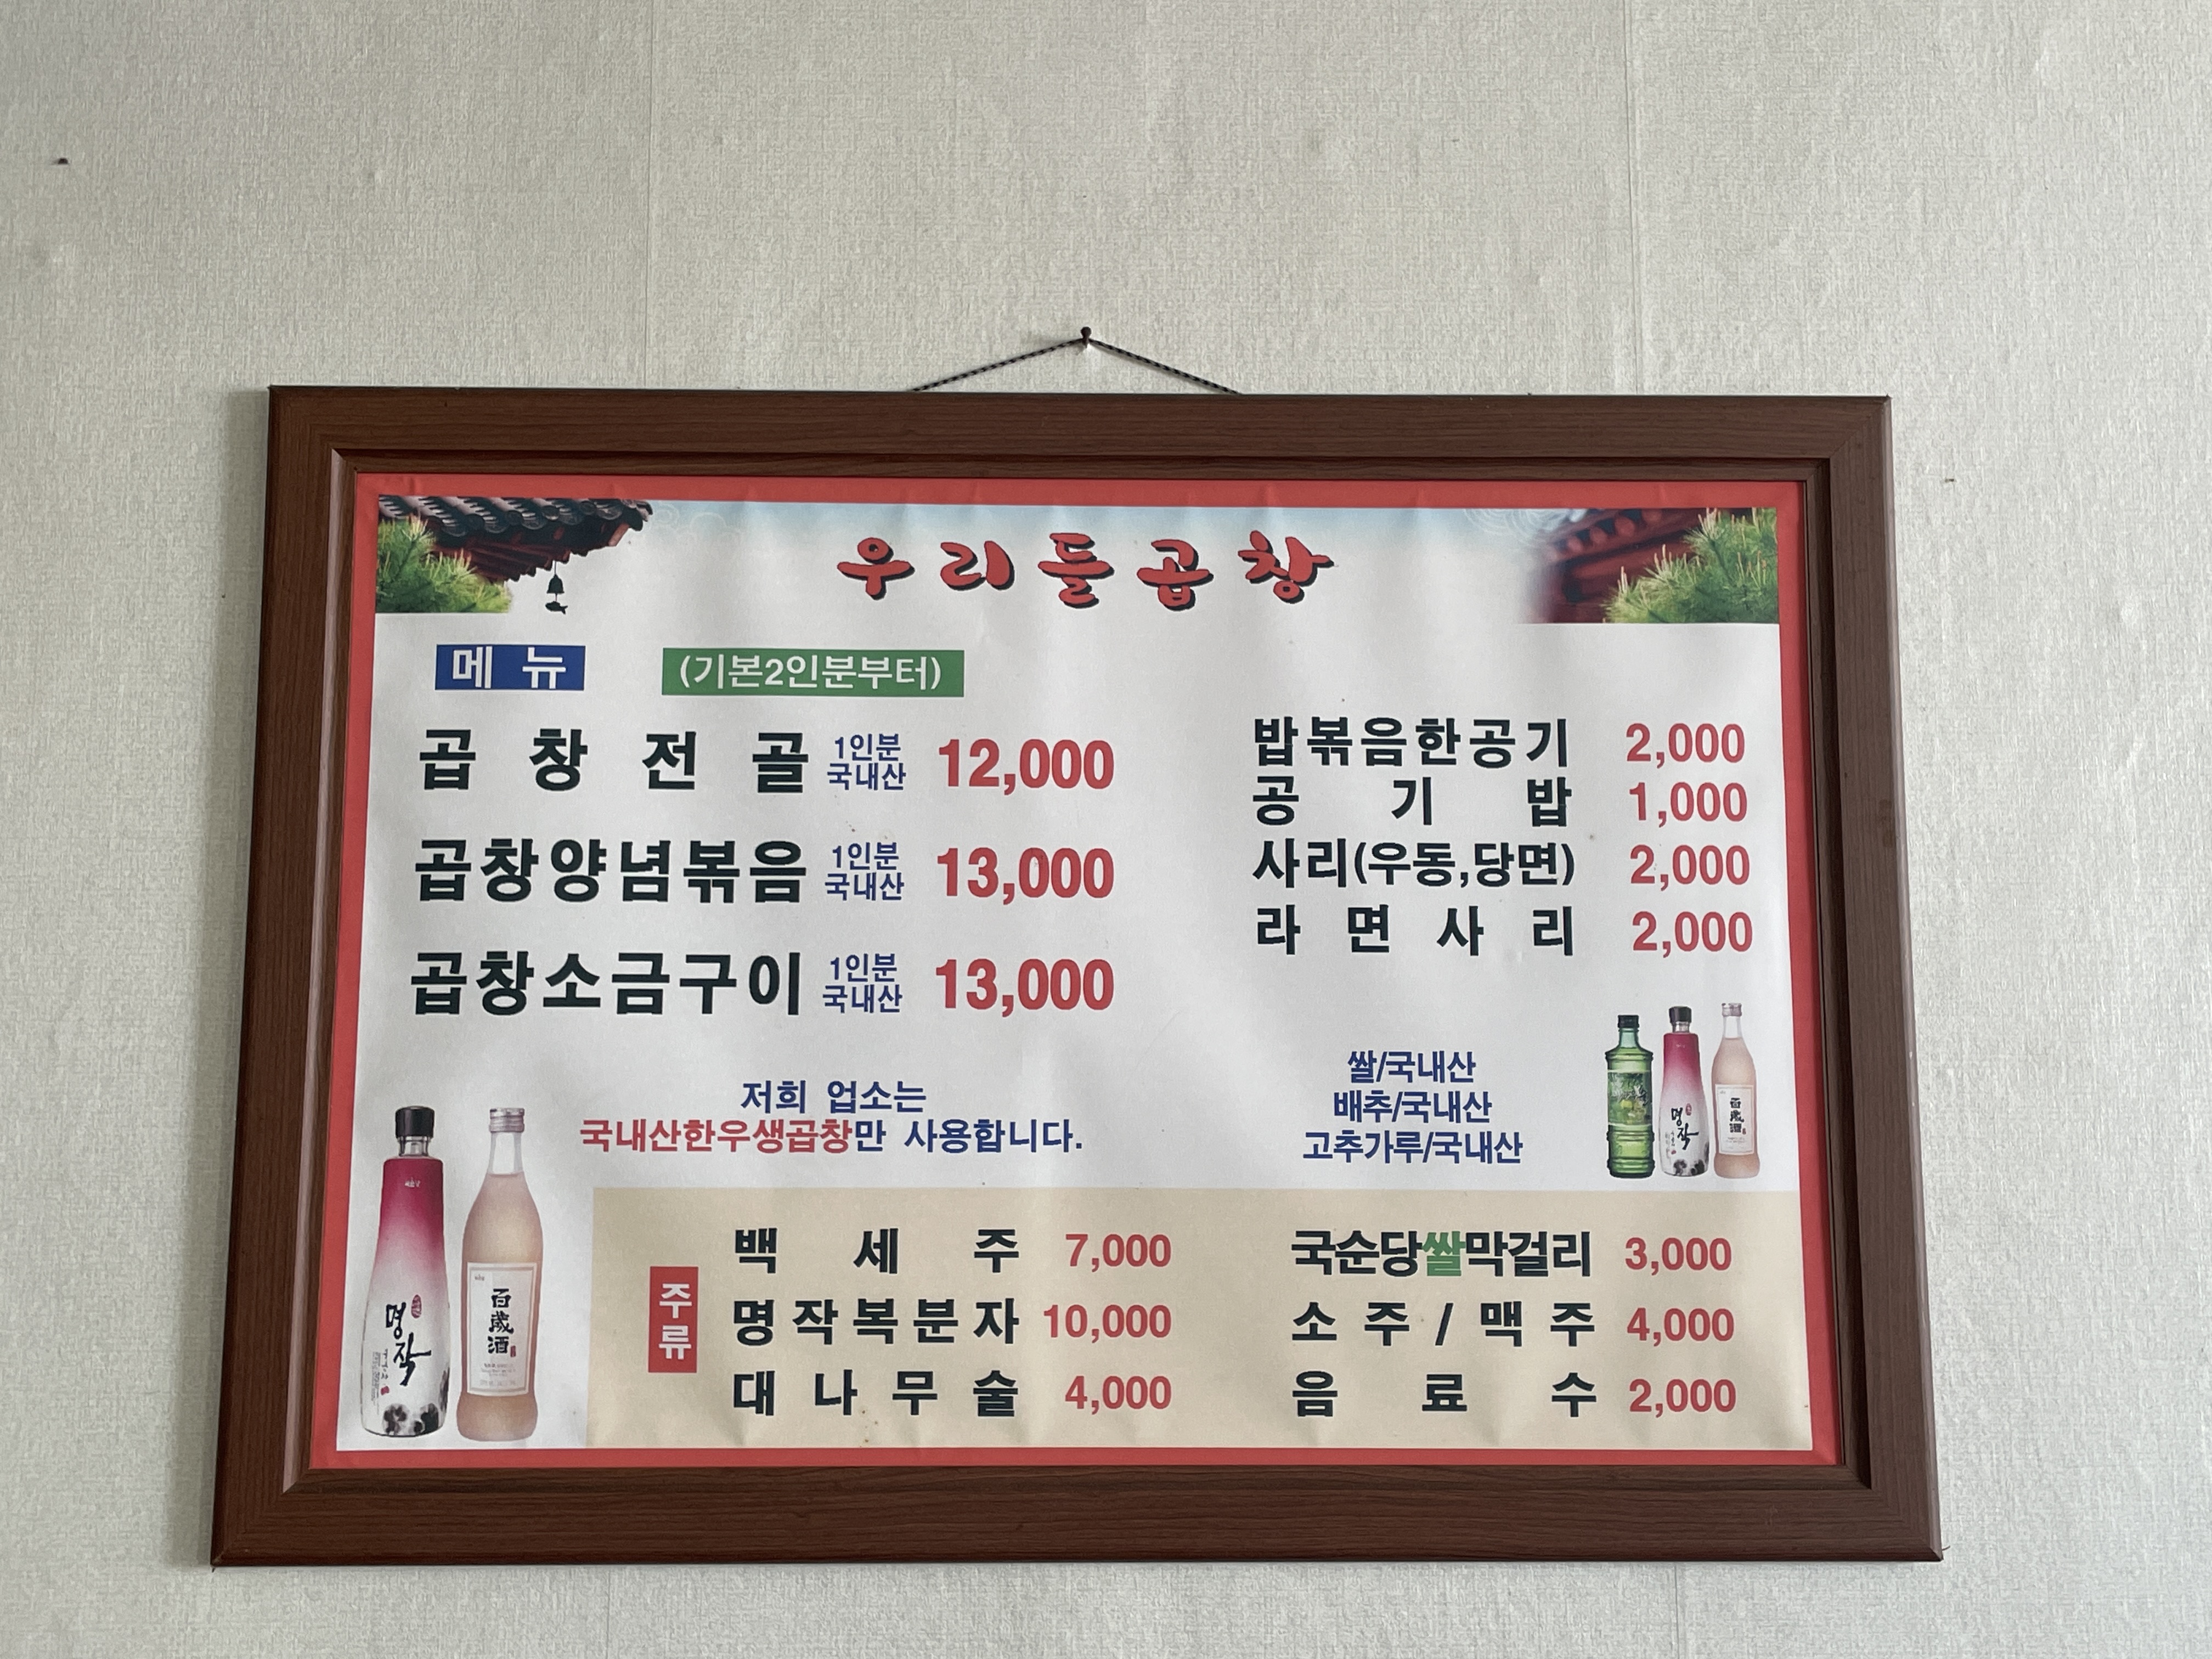 우리들곱창
메뉴 (기본2인분부터)
곱창전골 1인분 국내산 12,000
곱창양념볶음 1인분 국내산 13,000
곱창소금구이 1인분 국내산 13,000
밥볶음한공기 2,000
공기밥 1,000
사리(우동,당면) 2,000
라면사리 2,000
저희 업소는
국내산한우생곱창만 사용합니다.
쌀/국내산
배추/국내산
고추가루/국내산
명작
百歲酒
명작
百歲酒
주류
백세주 7,000
명작복분자 10,000
대나무술 4,000
국순당쌀막걸리 3,000
소주/맥주 4,000
음료수 2,000